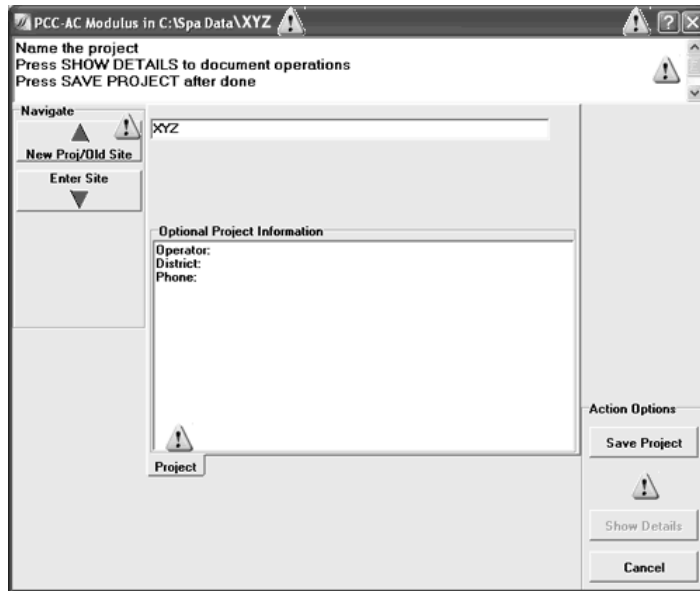 PCC-AC Modulus in C:\Spa Data\XYZ
Name the project
Press SHOW DETAILS to document operations
Press SAVE PROJECT after done
Navigate
New Proj/Old Site
Enter Site
XYZ
Optional Project Information
Operator:
District:
Phone:
Project
Action Options
Save Project
Show Details
Cancel